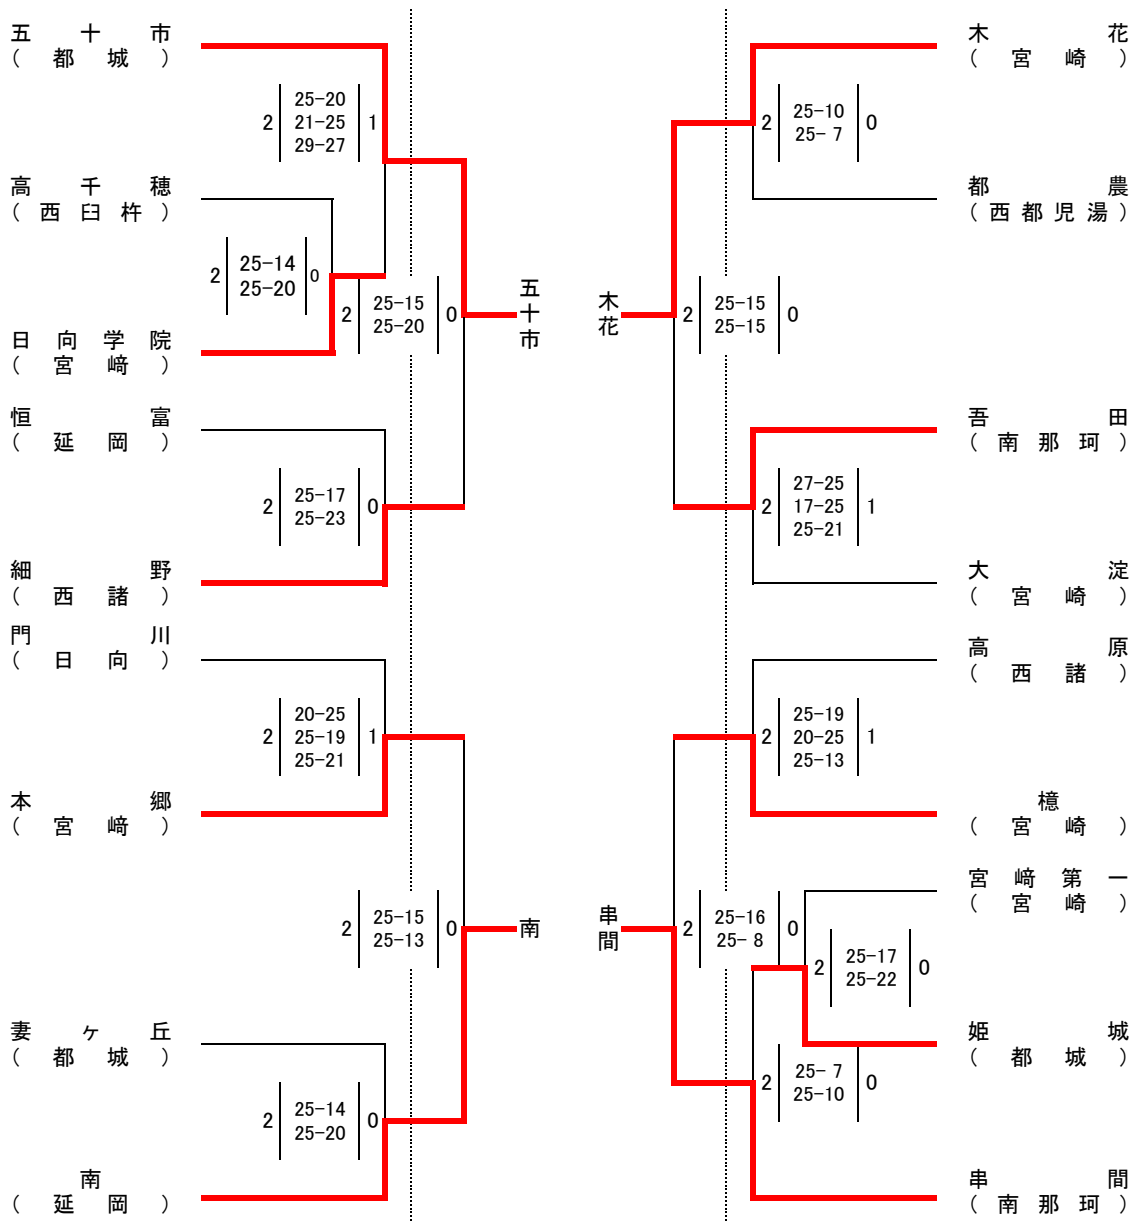 五十市
（都城）
2 25-20 1
21-25
29-27
高千穂
（西臼杵）
2 25-14 0
25-20
日向学院
（宮﨑）
2 25-15 0
25-20
五十市
恒富
（延岡）
2 25-17 0
25-23
細野
（西諸）
門川
（日向）
2 20-25 1
25-19
25-21
本郷
（宮﨑）
2 25-15 0
25-13
南
妻ヶ丘
（都城）
2 25-14 0
25-20
南
（延岡）
木花
（宮崎）
2 25-10 0
25- 7
都農
（西都児湯）
木花
2 25-15 0
25-15
吾田
（南那珂）
2 27-25 1
17-25
25-21
大淀
（宮崎）
高原
（西諸）
2 25-19 1
20-25
25-13
檍
（宮崎）
宮﨑第一
（宮崎）
串間
2 25-16 0
25- 8
2 25-17 0
25-22
姫城
（都城）
2 25- 7 0
25-10
串間
（南那珂）